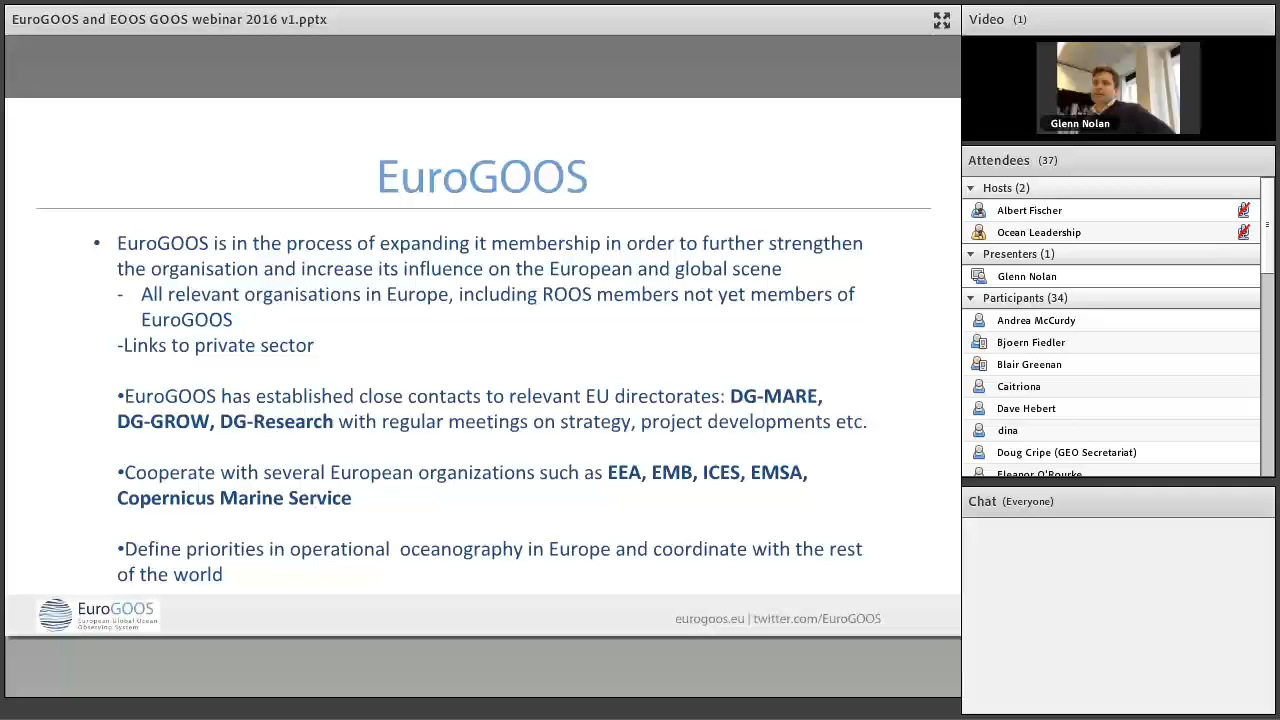 EuroGOOS and EOOS GOOS webinar 2016 v1.pptx
EuroGOOS
• EuroGOOS is in the process of expanding it membership in order to further strengthen
the organisation and increase its influence on the European and global scene
- All relevant organisations in Europe, including ROOS members not yet members of
EuroGOOS
-Links to private sector
•EuroGOOS has established close contacts to relevant EU directorates: DG-MARE,
DG-GROW, DG-Research with regular meetings on strategy, project developments etc.
•Cooperate with several European organizations such as EEA, EMB, ICES, EMSA,
Copernicus Marine Service
•Define priorities in operational oceanography in Europe and coordinate with the rest
of the world
EuroGOOS
European Global Ocean
Observing System
eurogoos.eu | twitter.com/EuroGOOS
Video (1)
Glenn Nolan
Attendees (37)
Hosts (2)
Albert Fischer
Ocean Leadership
Presenters (1)
Glenn Nolan
Participants (34)
Andrea McCurdy
Bjoern Fiedler
Blair Greenan
Caitriona
Dave Hebert
dina
Doug Cripe (GEO Secretariat)
Eleanor O'Rourke
Chat (Everyone)